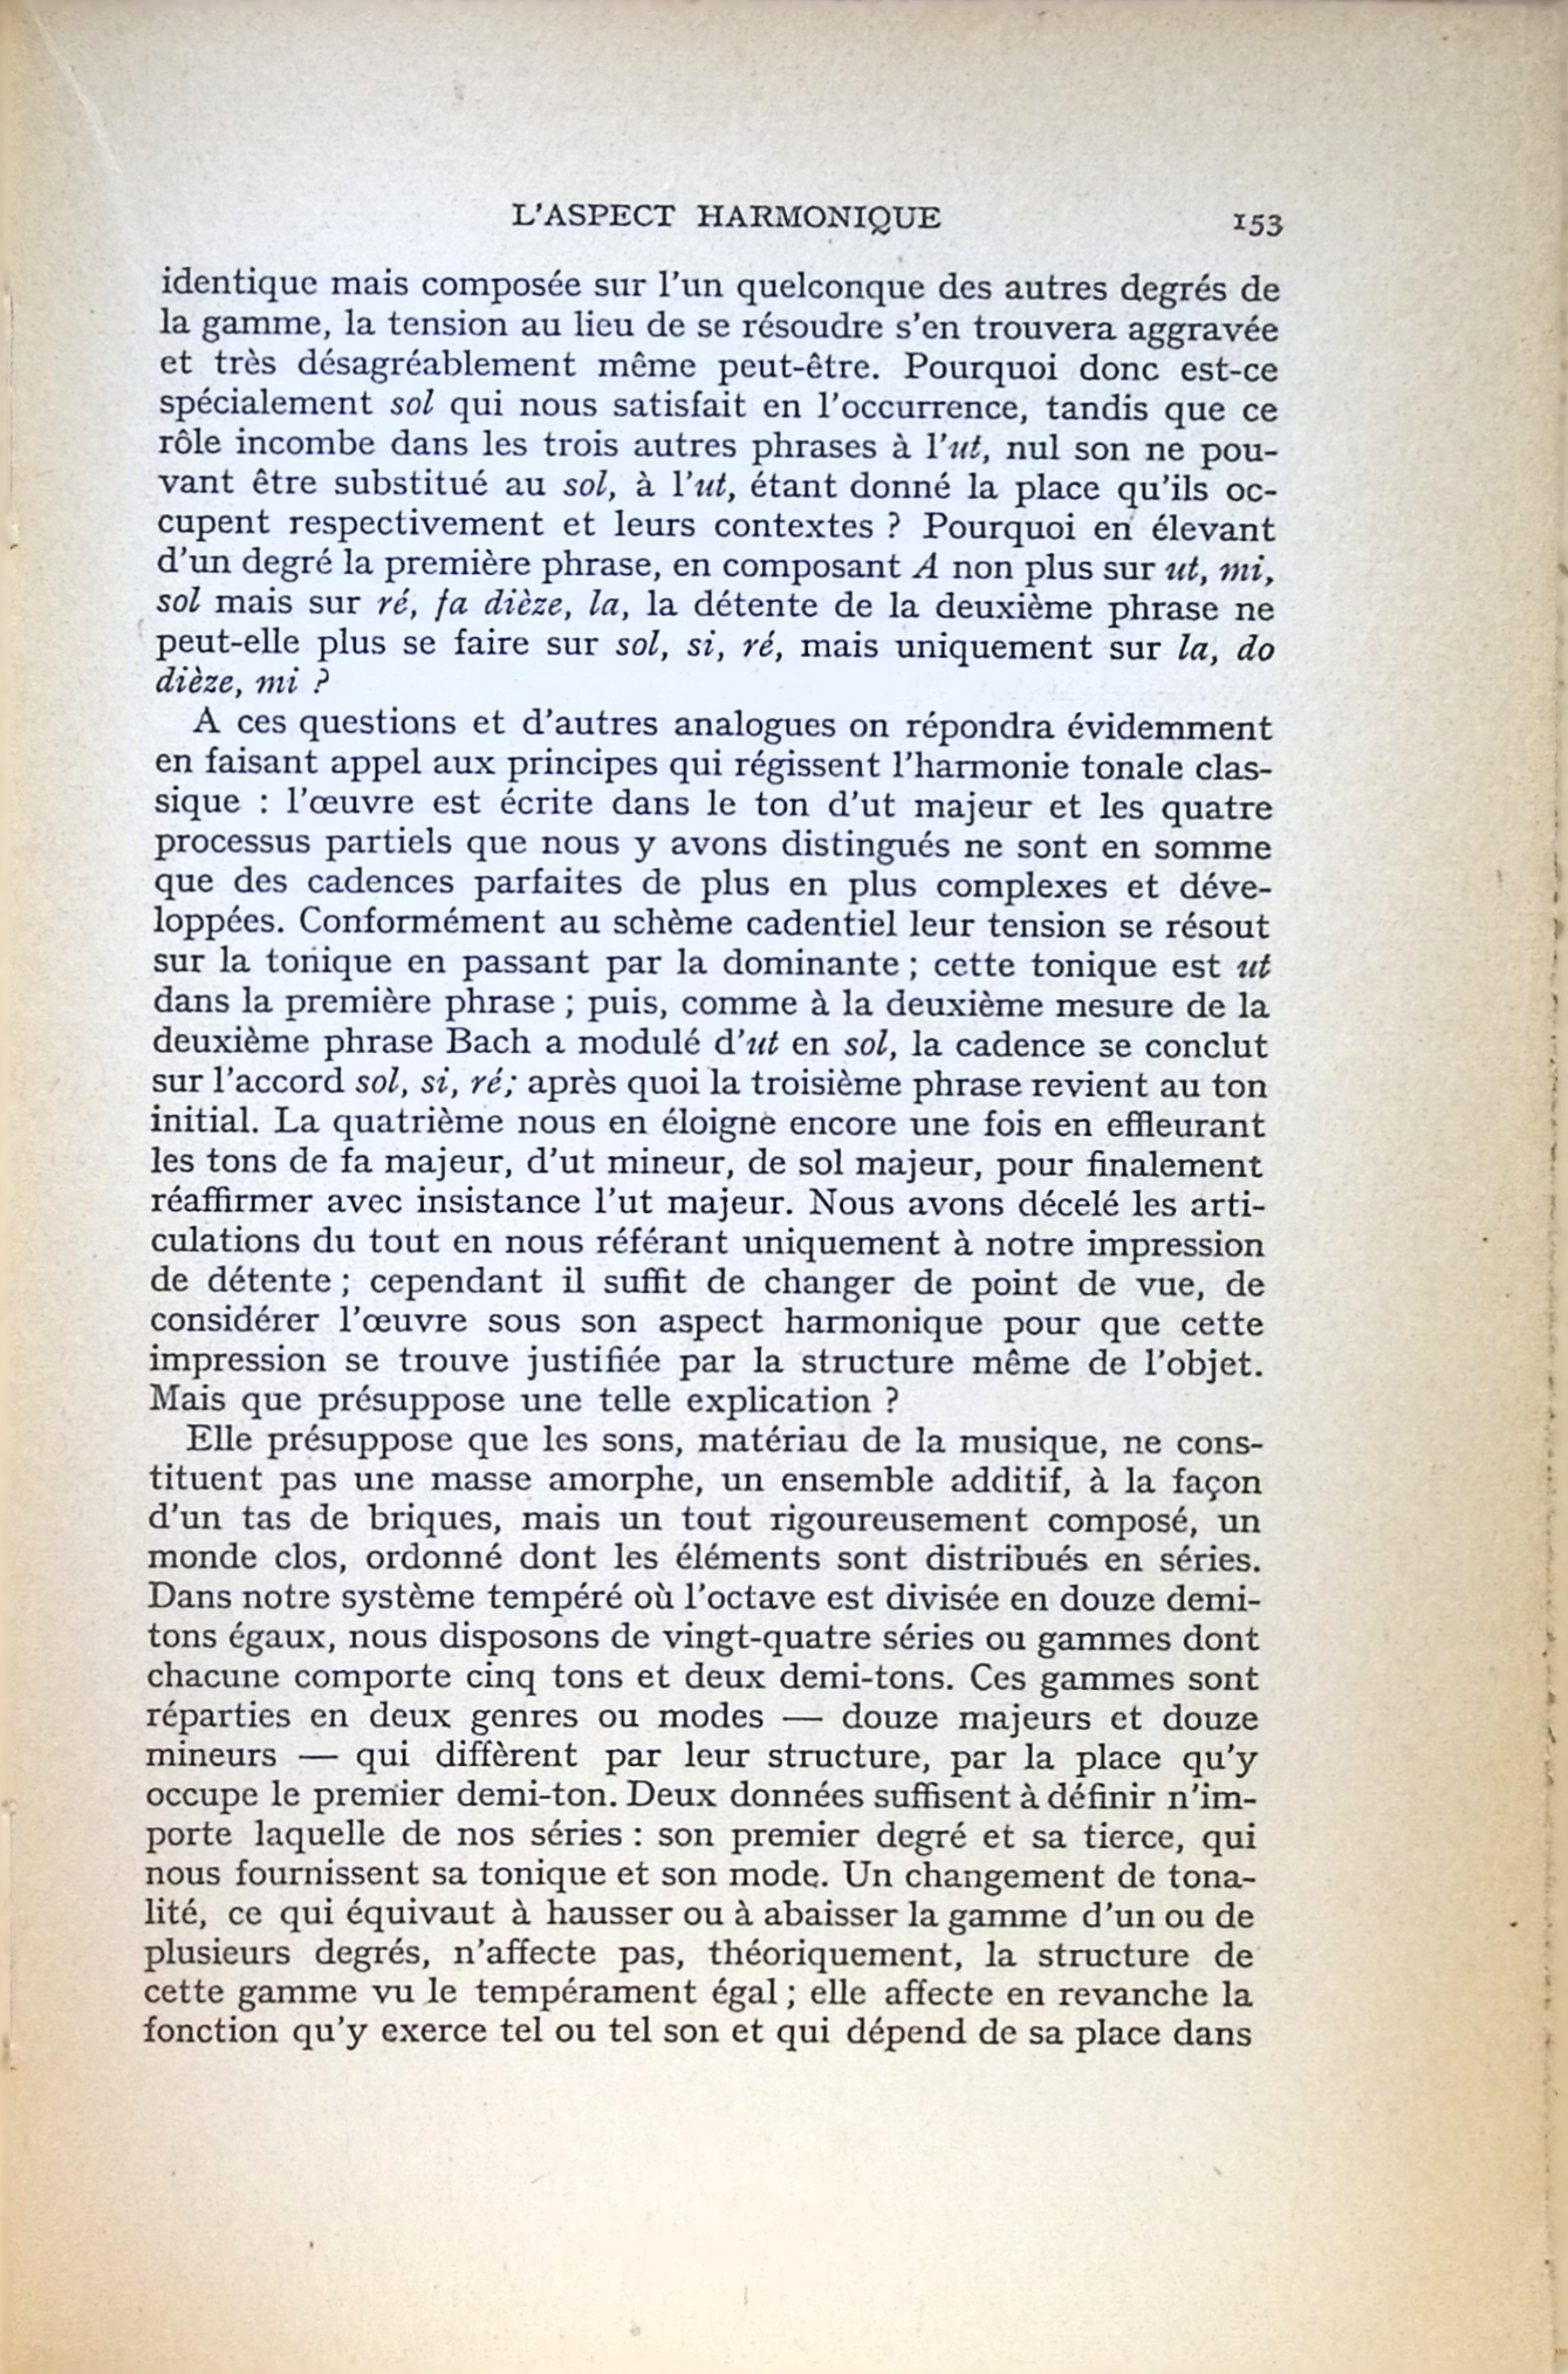 L'ASPECT HARMONIQUE 153
identique mais composée sur l'un quelconque des autres degrés de
la gamme, la tension au lieu de se résoudre s'en trouvera aggravée
et très désagréablement même peut-être. Pourquoi donc est-ce
spécialement sol qui nous satisfait en l'occurrence, tandis que ce
rôle incombe dans les trois autres phrases à l'ut, nul son ne pou-
vant être substitué au sol, à l'ut, étant donné la place qu'ils oc-
cupent respectivement et leurs contextes ? Pourquoi en élevant
d'un degré la première phrase, en composant A non plus sur ut, mi,
sol mais sur ré, fa dièze, la, la détente de la deuxième phrase ne
peut-elle plus se faire sur sol, si, ré, mais uniquement sur la, do
dièze, mi ?
A ces questions et d'autres analogues on répondra évidemment
en faisant appel aux principes qui régissent l'harmonie tonale clas-
sique : l'œuvre est écrite dans le ton d'ut majeur et les quatre
processus partiels que nous y avons distingués ne sont en somme
que des cadences parfaites de plus en plus complexes et déve-
loppées. Conformément au schème cadentiel leur tension se résout
sur la tonique en passant par la dominante ; cette tonique est ut
dans la première phrase ; puis, comme à la deuxième mesure de la
deuxième phrase Bach a modulé d'ut en sol, la cadence se conclut
sur l'accord sol, si, ré; après quoi la troisième phrase revient au ton
initial. La quatrième nous en éloigne encore une fois en effleurant
les tons de fa majeur, d'ut mineur, de sol majeur, pour finalement
réaffirmer avec insistance l'ut majeur. Nous avons décelé les arti-
culations du tout en nous référant uniquement à notre impression
de détente ; cependant il suffit de changer de point de vue, de
considérer l'œuvre sous son aspect harmonique pour que cette
impression se trouve justifiée par la structure même de l'objet.
Mais que présuppose une telle explication ?
Elle présuppose que les sons, matériau de la musique, ne cons-
tituent pas une masse amorphe, un ensemble additif, à la façon
d'un tas de briques, mais un tout rigoureusement composé, un
monde clos, ordonné dont les éléments sont distribués en séries.
Dans notre système tempéré où l'octave est divisée en douze demi-
tons égaux, nous disposons de vingt-quatre séries ou gammes dont
chacune comporte cinq tons et deux demi-tons. Ces gammes sont
réparties en deux genres ou modes — douze majeurs et douze
mineurs — qui diffèrent par leur structure, par la place qu'y
occupe le premier demi-ton. Deux données suffisent à définir n'im-
porte laquelle de nos séries : son premier degré et sa tierce, qui
nous fournissent sa tonique et son mode. Un changement de tona-
lité, ce qui équivaut à hausser ou à abaisser la gamme d'un ou de
plusieurs degrés, n'affecte pas, théoriquement, la structure de
cette gamme vu le tempérament égal ; elle affecte en revanche la
fonction qu'y exerce tel ou tel son et qui dépend de sa place dans